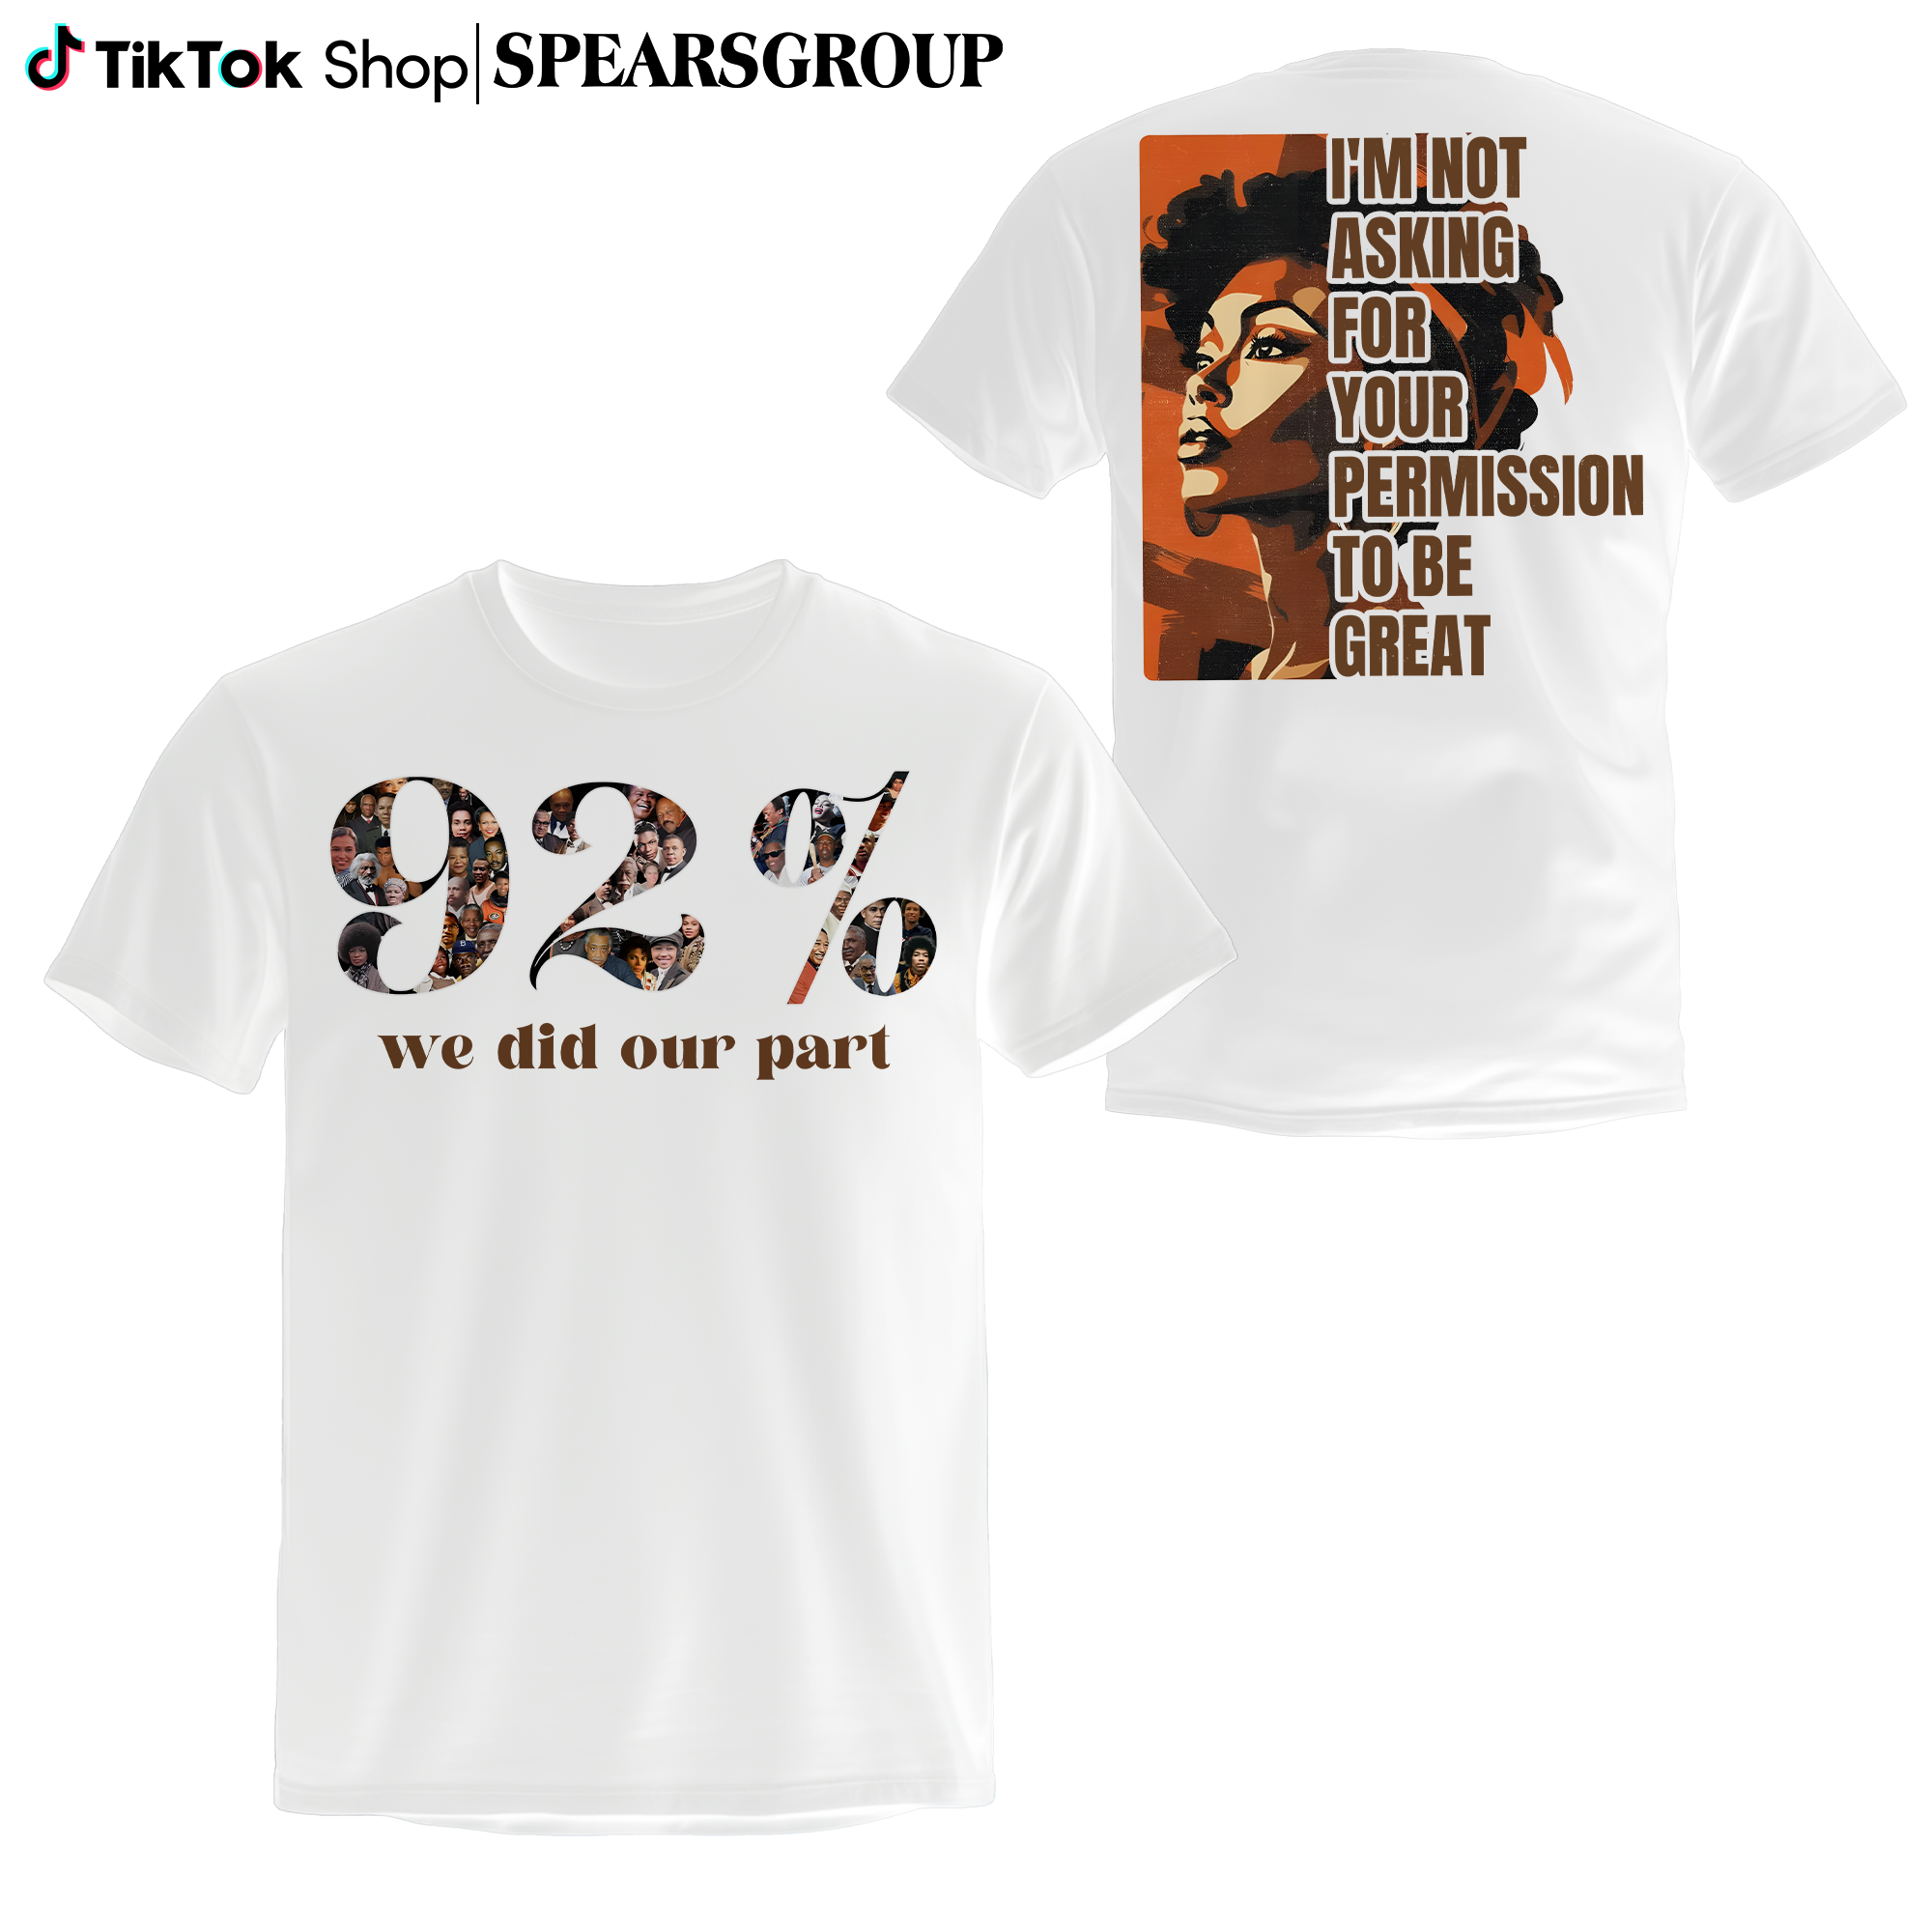 TikTok Shop | SPEARSGROUP
I'M NOT
ASKING
FOR
YOUR
PERMISSION
TO BE
GREAT
92%
we did our part